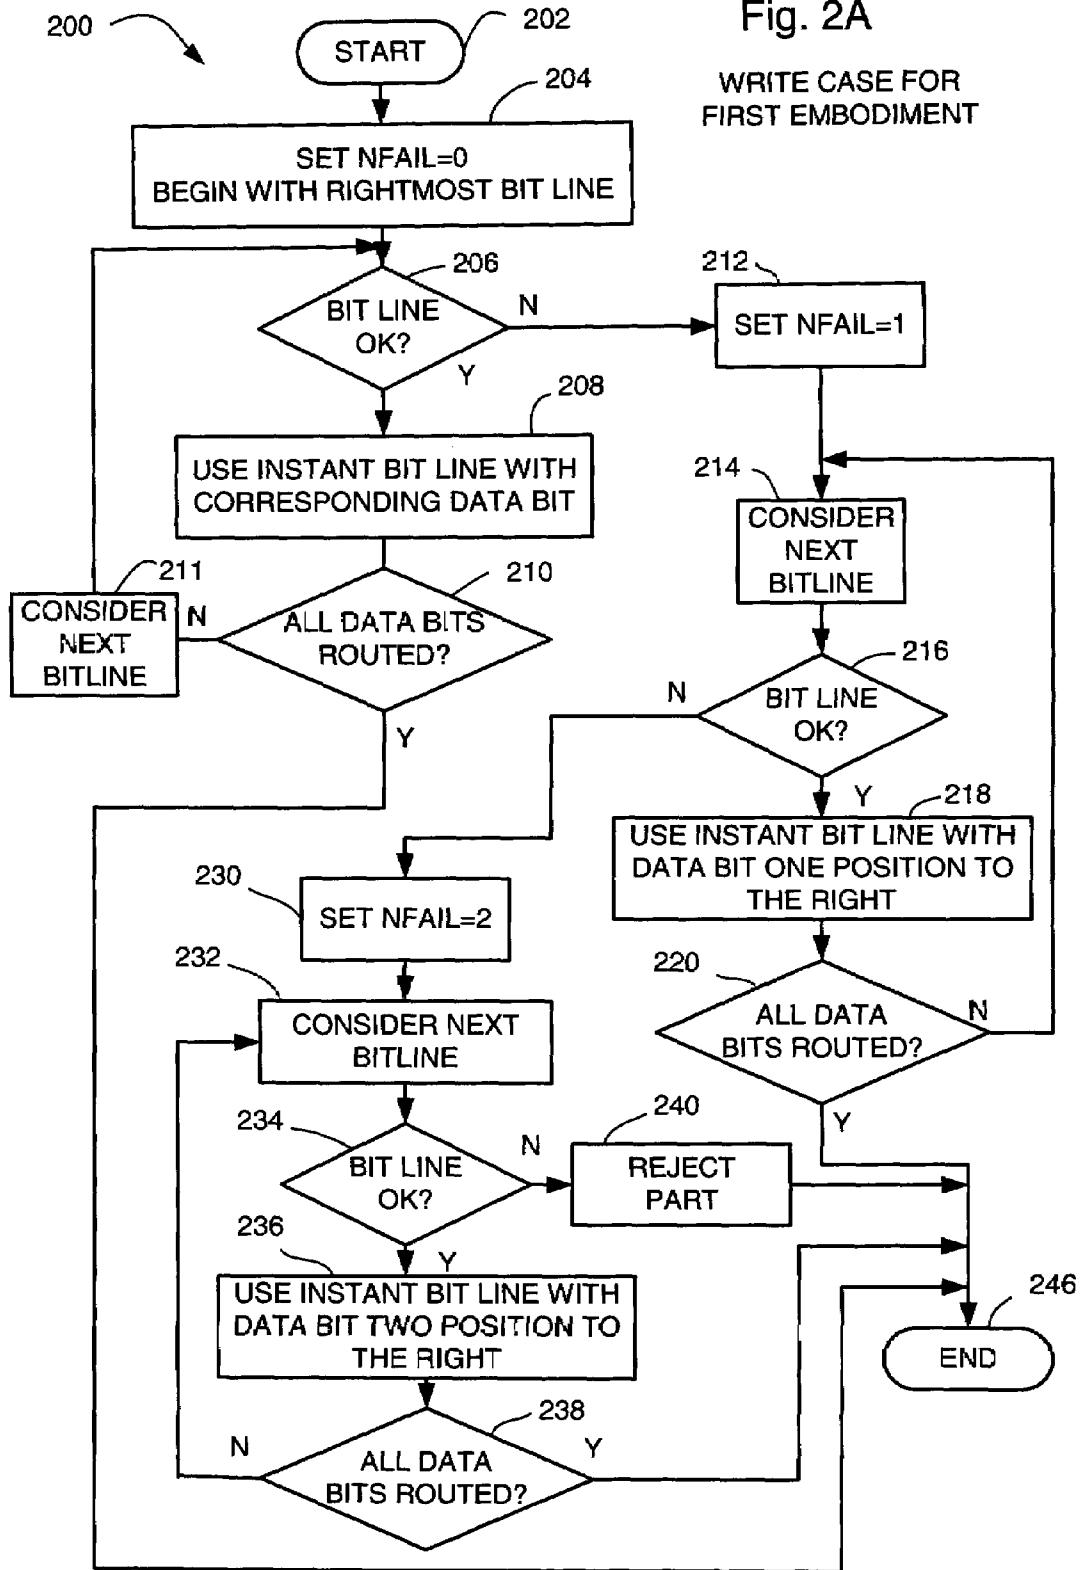 Fig. 2A
WRITE CASE FOR
FIRST EMBODIMENT
200
START
202
204
SET NFAIL=0
BEGIN WITH RIGHTMOST BIT LINE
206
BIT LINE
OK?
N
Y
212
SET NFAIL=1
208
USE INSTANT BIT LINE WITH
CORRESPONDING DATA BIT
210
ALL DATA BITS
ROUTED?
N
Y
211
CONSIDER
NEXT
BITLINE
214
CONSIDER
NEXT
BITLINE
216
BIT LINE
OK?
N
Y
218
USE INSTANT BIT LINE WITH
DATA BIT ONE POSITION TO
THE RIGHT
220
ALL DATA
BITS ROUTED?
N
Y
230
SET NFAIL=2
232
CONSIDER NEXT
BITLINE
234
BIT LINE
OK?
N
Y
240
REJECT
PART
236
USE INSTANT BIT LINE WITH
DATA BIT TWO POSITION TO
THE RIGHT
238
ALL DATA
BITS ROUTED?
N
Y
246
END